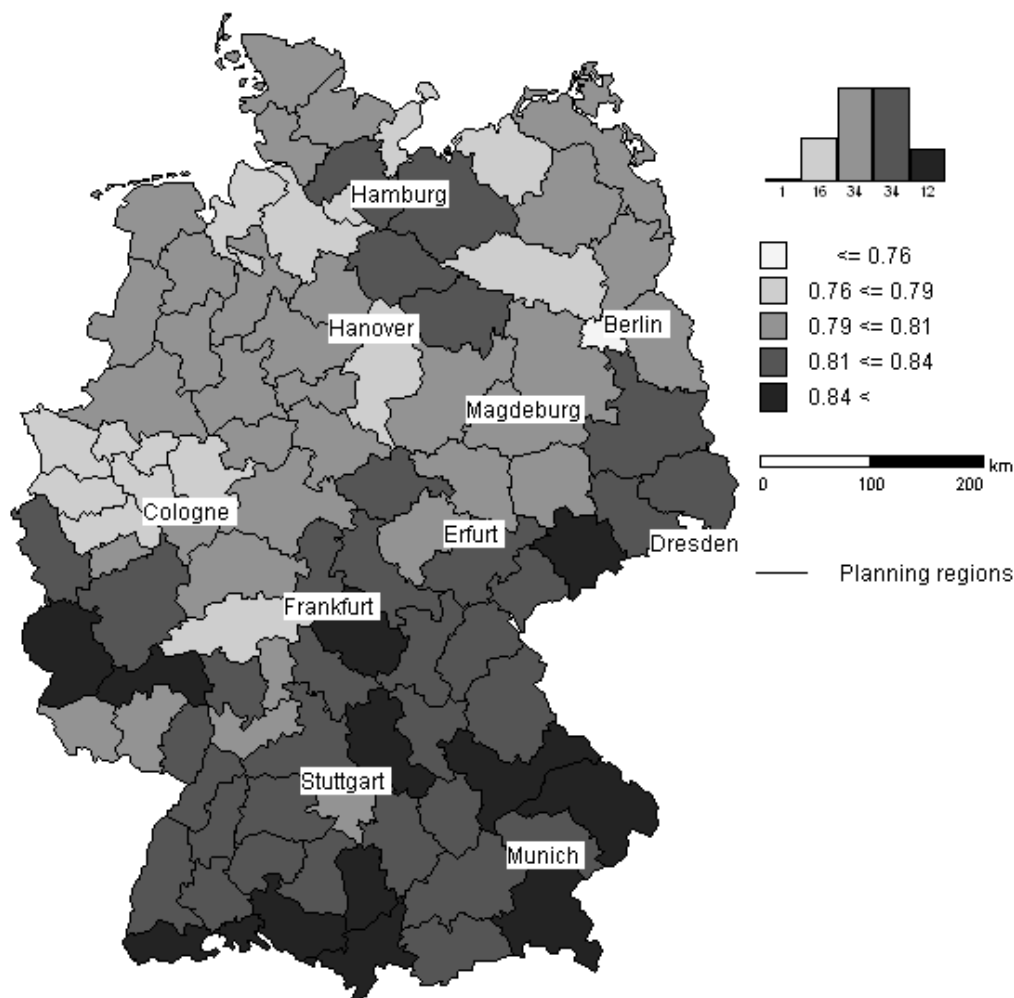 Hamburg
1 16 34 34 12
<= 0.76
0.76 <= 0.79
Hanover
Berlin
0.79 <= 0.81
0.81 <= 0.84
0.84 <
Magdeburg
km
0 100 200
Cologne
Erfurt
Dresden
Planning regions
Frankfurt
Stuttgart
Munich